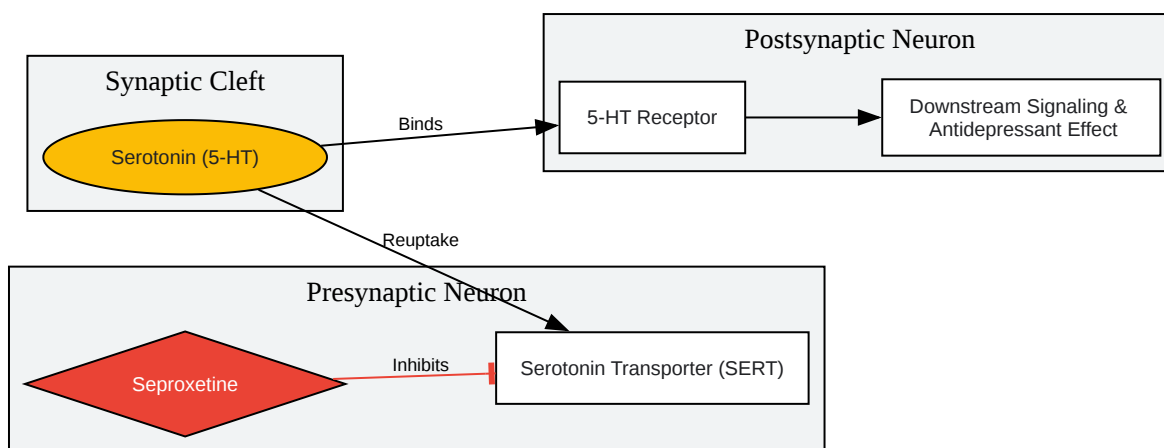 Postsynaptic Neuron
Synaptic Cleft
5-HT Receptor
Downstream Signaling &
Antidepressant Effect
Binds
Serotonin (5-HT)
Reuptake
Presynaptic Neuron
Seproxetine
Inhibits
Serotonin Transporter (SERT)